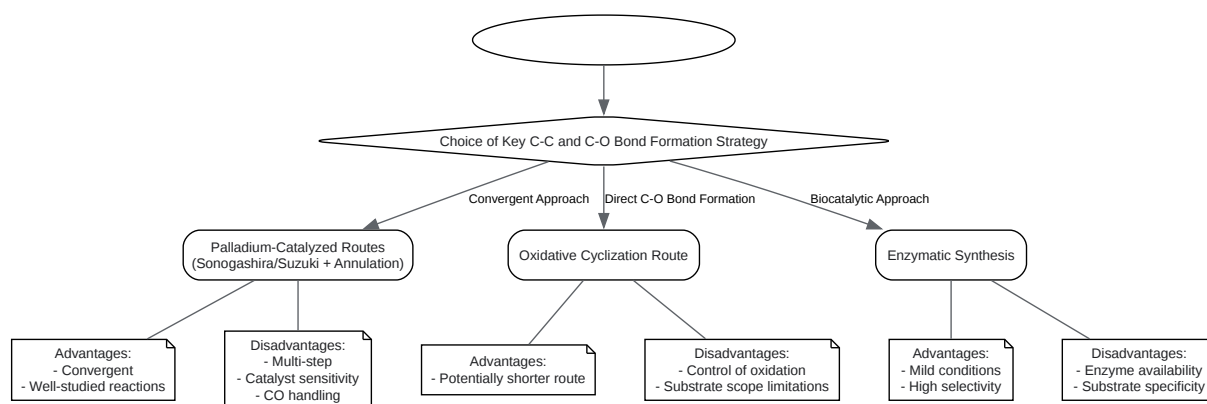 Choice of Key C-C and C-O Bond Formation Strategy
Convergent Approach
Direct C-O Bond Formation
Biocatalytic Approach
Palladium-Catalyzed Routes
(Sonogashira/Suzuki + Annulation)
Oxidative Cyclization Route
Enzymatic Synthesis
Advantages:
- Convergent
- Well-studied reactions
Disadvantages:
- Multi-step
- Catalyst sensitivity
- CO handling
Advantages:
- Potentially shorter route
Disadvantages:
- Control of oxidation
- Substrate scope limitations
Advantages:
- Mild conditions
- High selectivity
Disadvantages:
- Enzyme availability
- Substrate specificity